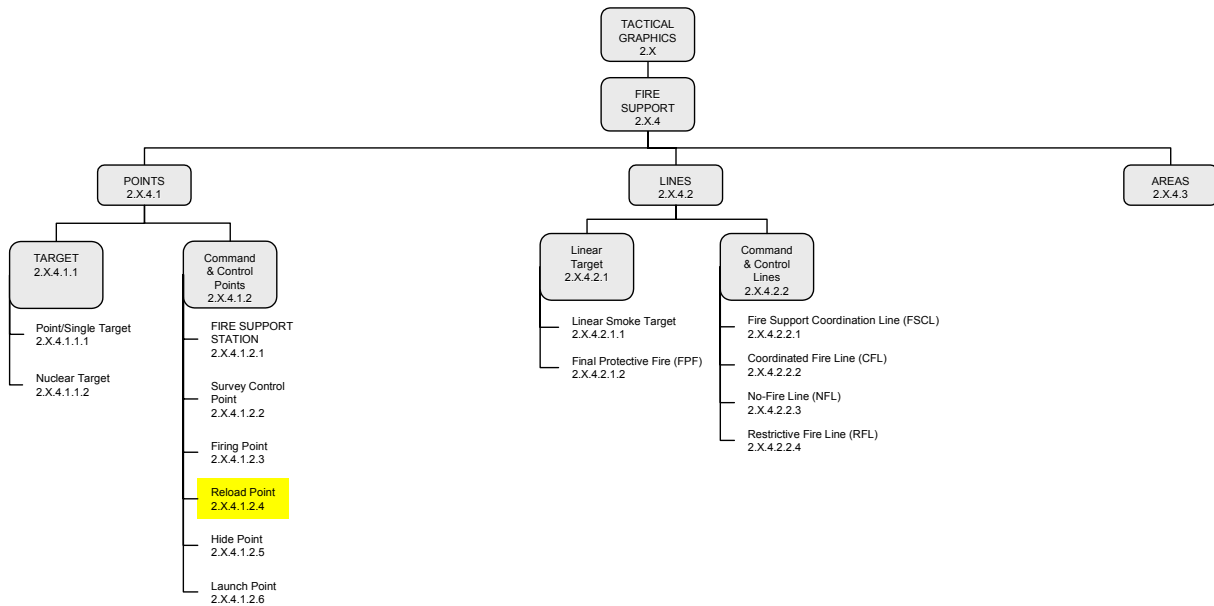 TACTICAL
GRAPHICS
2.X
FIRE
SUPPORT
2.X.4
POINTS
2.X.4.1
LINES
2.X.4.2
AREAS
2.X.4.3
TARGET
2.X.4.1.1
Command
& Control
Points
2.X.4.1.2
Linear
Target
2.X.4.2.1
Command
& Control
Lines
2.X.4.2.2
Point/Single Target
2.X.4.1.1.1
Nuclear Target
2.X.4.1.1.2
FIRE SUPPORT
STATION
2.X.4.1.2.1
Survey Control
Point
2.X.4.1.2.2
Firing Point
2.X.4.1.2.3
Reload Point
2.X.4.1.2.4
Hide Point
2.X.4.1.2.5
Launch Point
2.X.4.1.2.6
Linear Smoke Target
2.X.4.2.1.1
Final Protective Fire (FPF)
2.X.4.2.1.2
Fire Support Coordination Line (FSCL)
2.X.4.2.2.1
Coordinated Fire Line (CFL)
2.X.4.2.2.2
No-Fire Line (NFL)
2.X.4.2.2.3
Restrictive Fire Line (RFL)
2.X.4.2.2.4